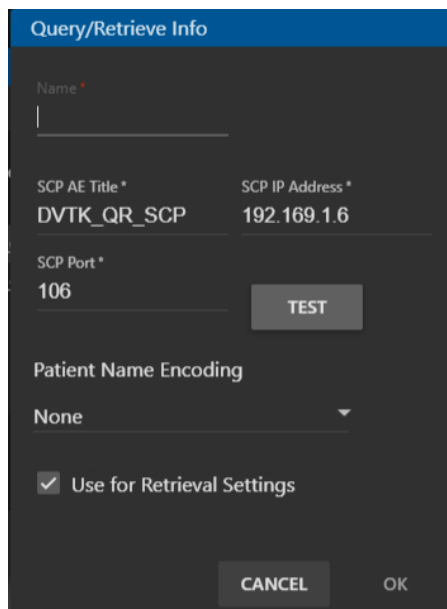 Query/Retrieve Info
Name *
SCP AE Title * SCP IP Address *
DVTK_QR_SCP 192.169.1.6
SCP Port *
106
TEST
Patient Name Encoding
None
Use for Retrieval Settings
CANCEL OK